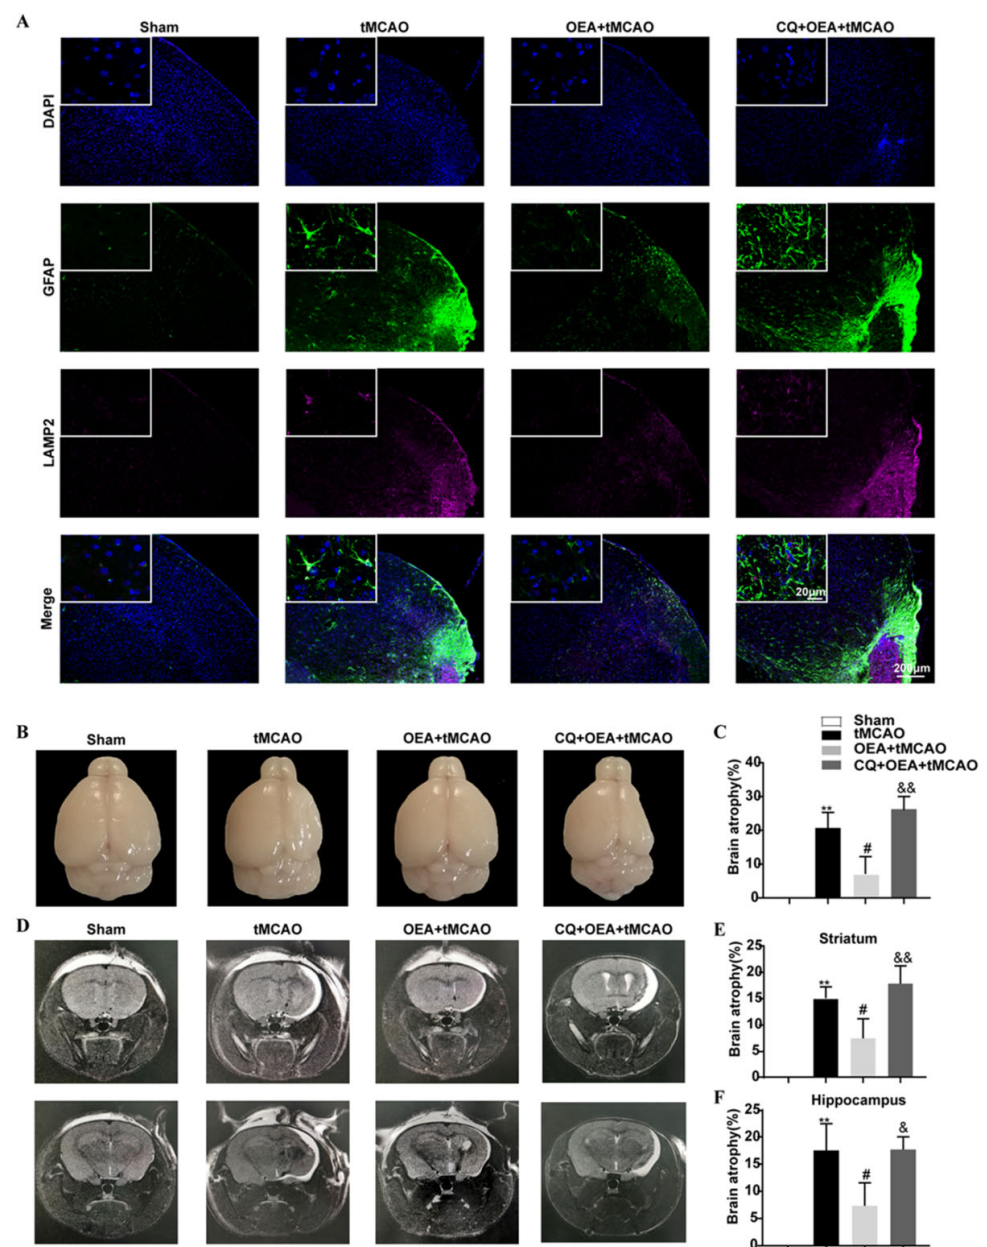 A
Sham tMCAO OEA+tMCAO CQ+OEA+tMCAO
DAPI
GFAP
LAMP2
Merge
20μm
200μm
B
Sham tMCAO OEA+tMCAO CQ+OEA+tMCAO
C
Sham
tMCAO
OEA+tMCAO
CQ+OEA+tMCAO
Brain atrophy(%)
40
30
20
10
0
**
#
&&
D
Sham tMCAO OEA+tMCAO CQ+OEA+tMCAO
E
Striatum
Brain atrophy(%)
25
20
15
10
5
0
**
#
&&
F
Hippocampus
Brain atrophy(%)
25
20
15
10
5
0
**
#
&